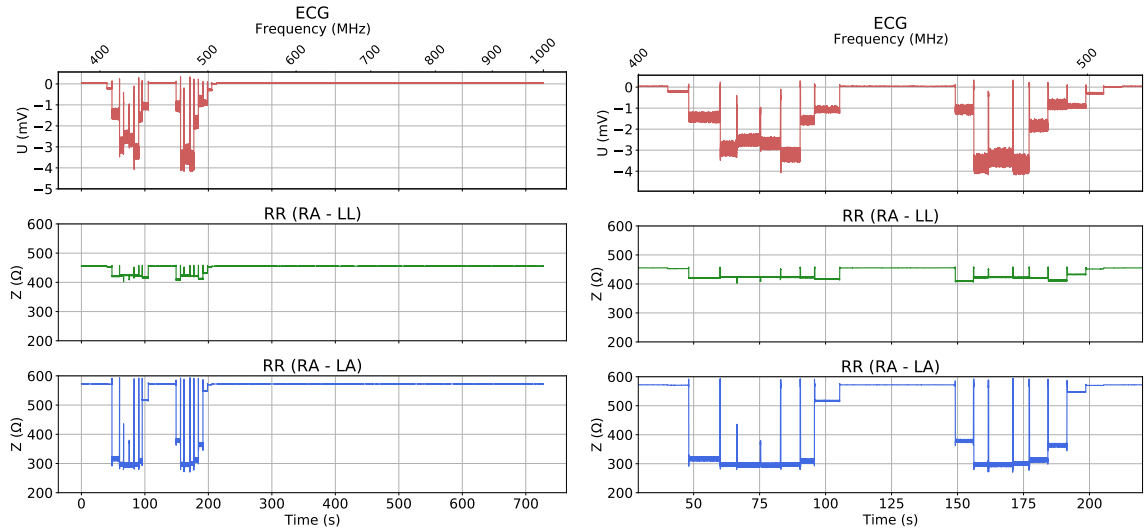 ECG
Frequency (MHz)
400 500 600 700 800 900 1000
U (mV)
0
−1
−2
−3
−4
−5
RR (RA - LL)
Z (Ω)
600
500
400
300
200
RR (RA - LA)
Z (Ω)
600
500
400
300
200
0 100 200 300 400 500 600 700
Time (s)
ECG
Frequency (MHz)
400 500
U (mV)
0
−1
−2
−3
−4
RR (RA - LL)
Z (Ω)
600
500
400
300
200
RR (RA - LA)
Z (Ω)
600
500
400
300
200
50 75 100 125 150 175 200
Time (s)